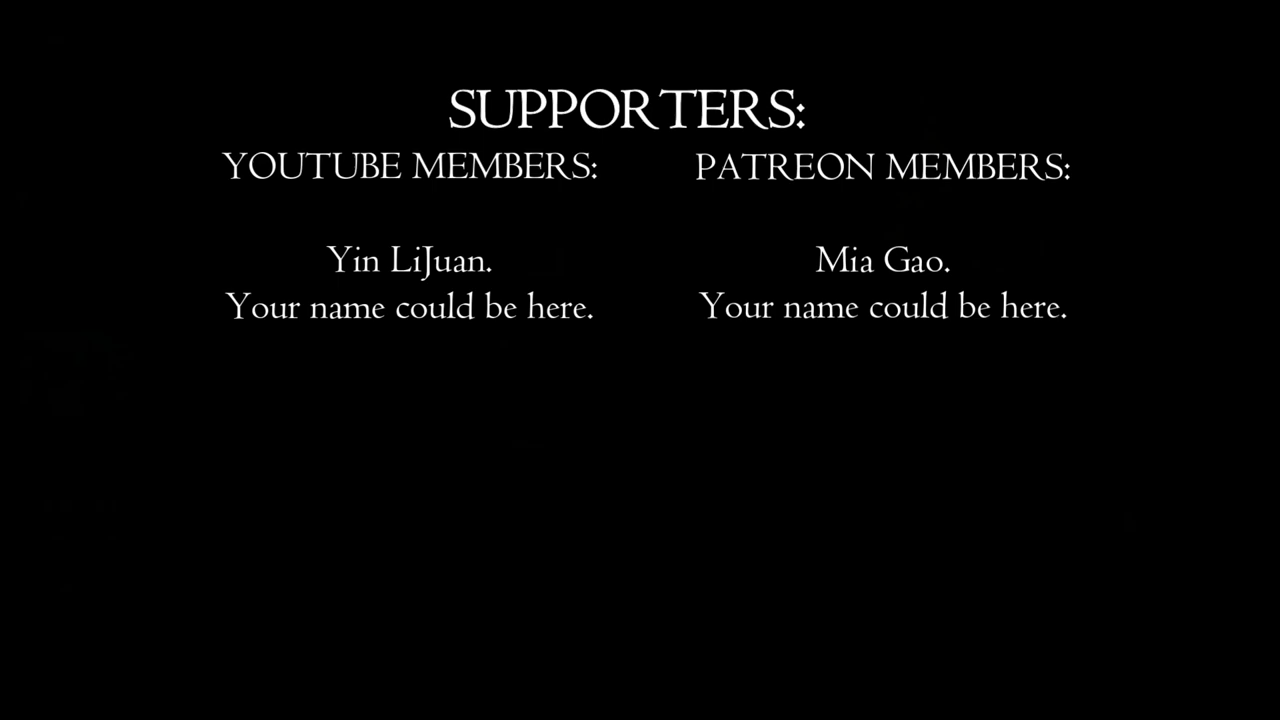 SUPPORTERS:
YOUTUBE MEMBERS:
Yin LiJuan.
Your name could be here.
PATREON MEMBERS:
Mia Gao.
Your name could be here.